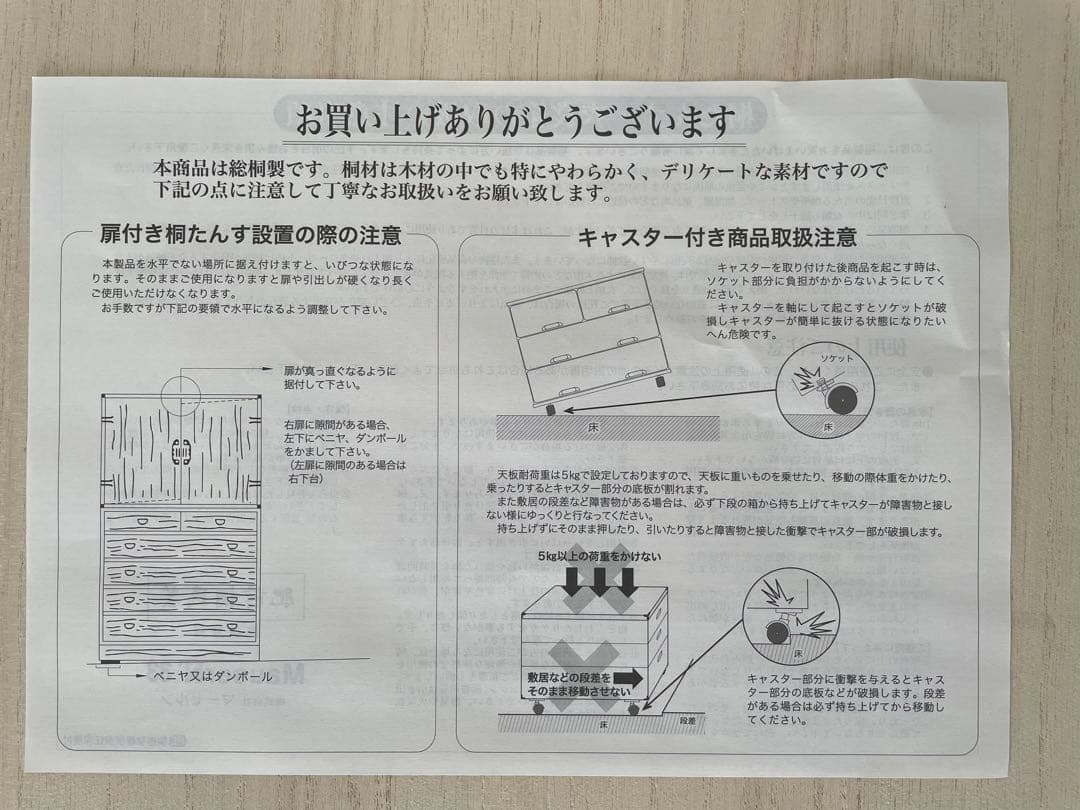 お買い上げありがとうございます
本商品は総桐製です。桐材は木材の中でも特にやわらかく、デリケートな素材ですので
下記の点に注意して丁寧なお取扱いをお願い致します。
扉付き桐たんす設置の際の注意
本製品を水平でない場所に据え付けますと、いびつな状態にな
ります。そのままご使用になりますと扉や引出しが硬くなり長く
ご使用いただけなくなります。
お手数ですが下記の要領で水平になるよう調整して下さい。
扉が真っ直ぐなるように
据付して下さい。
右扉に隙間がある場合、
左下にベニヤ、ダンボール
をかまして下さい。
（左扉に隙間のある場合は
右下台）
ベニヤ又はダンボール
キャスター付き商品取扱注意
キャスターを取り付けた後商品を起こす時は、
ソケット部分に負担がかからないようにしてく
ださい。
キャスターを軸にして起こすとソケットが破
損しキャスターが簡単に抜ける状態になりたい
へん危険です。
ソケット
床
床
天板耐荷重は5kgで設定しておりますので、天板に重いものを乗せたり、移動の際体重をかけたり、
乗ったりするとキャスター部分の底板が割れます。
また敷居の段差など障害物がある場合は、必ず下段の箱から持ち上げてキャスターが障害物と接し
ない様にゆっくりと行なってください。
持ち上げずにそのまま押したり、引いたりすると障害物と接した衝撃でキャスター部が破損します。
5kg以上の荷重をかけない
敷居などの段差を
そのまま移動させない
床
段差
床
キャスター部分に衝撃を与えるとキャス
ター部分の底板などが破損します。段差
がある場合は必ず持ち上げてから移動し
てください。